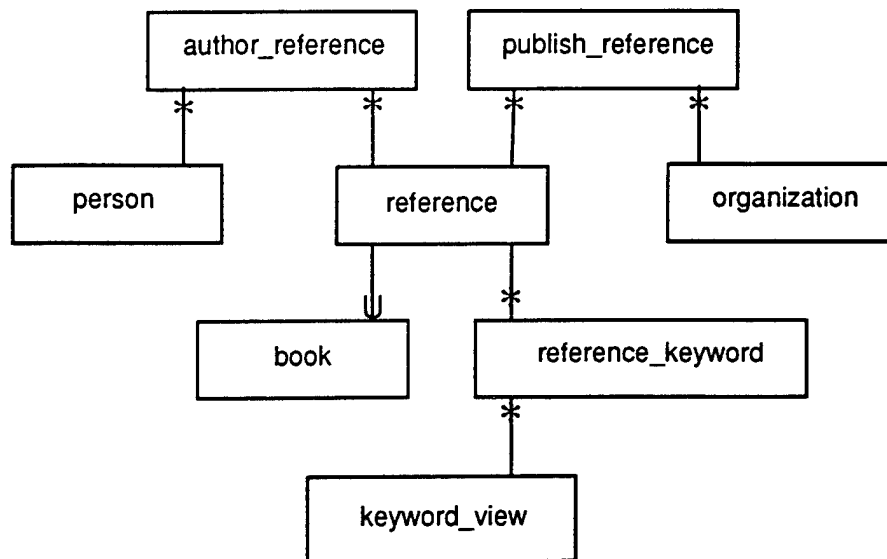 author_reference
publish_reference
person
reference
organization
book
reference_keyword
keyword_view